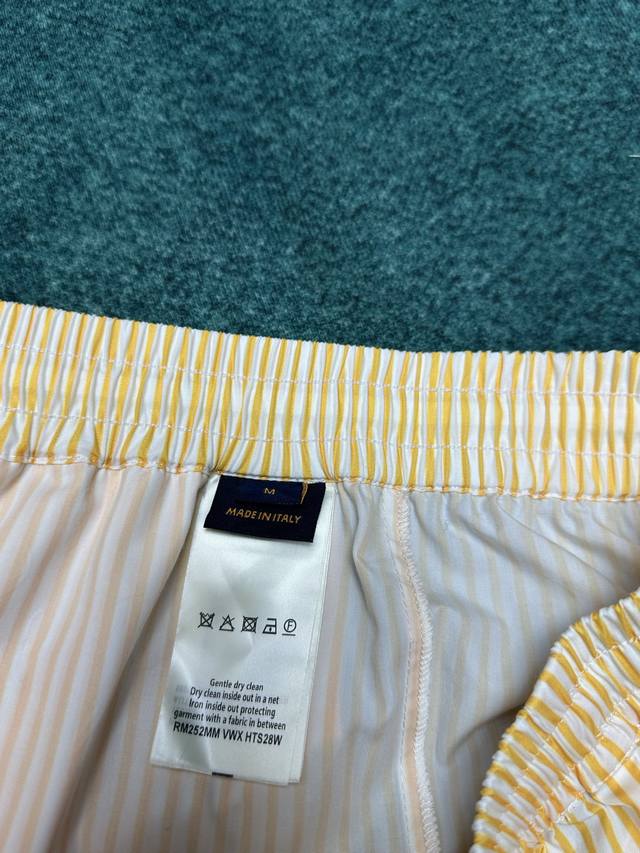 M
MADE IN ITALY
Gentle dry clean
Dry clean inside out in a net
Iron inside out protecting
garment with a fabric in between
RM252MM VWX HTS28W